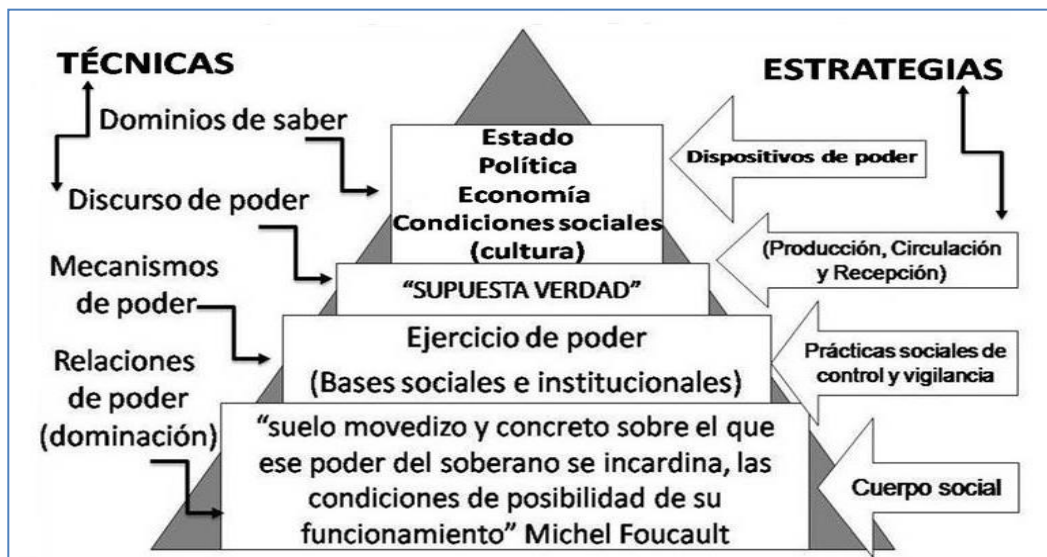 TÉCNICAS
Dominios de saber
Discurso de poder
Mecanismos
de poder
Relaciones
de poder
(dominación)
Estado
Política
Economía
Condiciones sociales
(cultura)
“SUPUESTA VERDAD”
Ejercicio de poder
(Bases sociales e institucionales)
“suelo movedizo y concreto sobre el que
ese poder del soberano se incardina, las
condiciones de posibilidad de su
funcionamiento” Michel Foucault
ESTRATEGIAS
Dispositivos de poder
(Producción, Circulación
y Recepción)
Prácticas sociales de
control y vigilancia
Cuerpo social